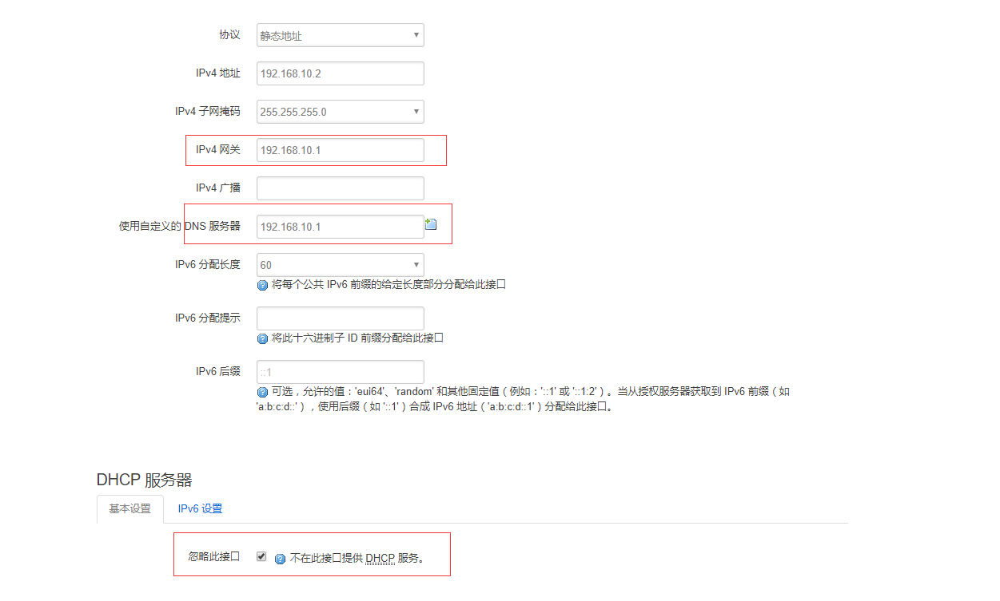 协议 静态地址
IPv4 地址 192.168.10.2
IPv4 子网掩码 255.255.255.0
IPv4 网关 192.168.10.1
IPv4 广播
使用自定义的 DNS 服务器 192.168.10.1
IPv6 分配长度 60
将每个公共 IPv6 前缀的给定长度部分分配给此接口
IPv6 分配提示
将此十六进制子 ID 前缀分配给此接口
IPv6 后缀 ::1
可选，允许的值：'eui64'、'random' 和其他固定值（例如：'::1' 或 '::1:2'）。当从授权服务器获取到 IPv6 前缀（如
'a:b:c:d::'），使用后缀（如 '::1'）合成 IPv6 地址（'a:b:c:d::1'）分配给此接口。
DHCP 服务器
基本设置 IPv6 设置
忽略此接口 不在此接口提供 DHCP 服务。